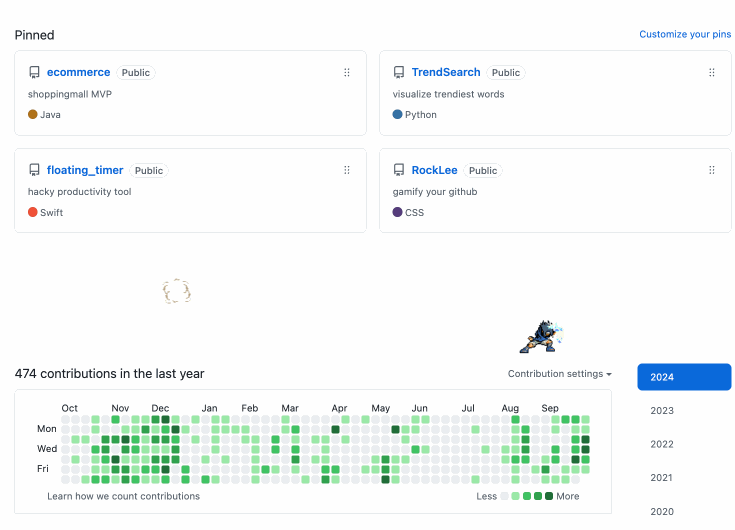 Pinned Customize your pins
ecommerce Public
shoppingmall MVP
Java
TrendSearch Public
visualize trendiest words
Python
floating_timer Public
hacky productivity tool
Swift
RockLee Public
gamify your github
CSS
474 contributions in the last year Contribution settings
Oct Nov Dec Jan Feb Mar Apr May Jun Jul Aug Sep
Mon
Wed
Fri
Learn how we count contributions Less More
2024
2023
2022
2021
2020